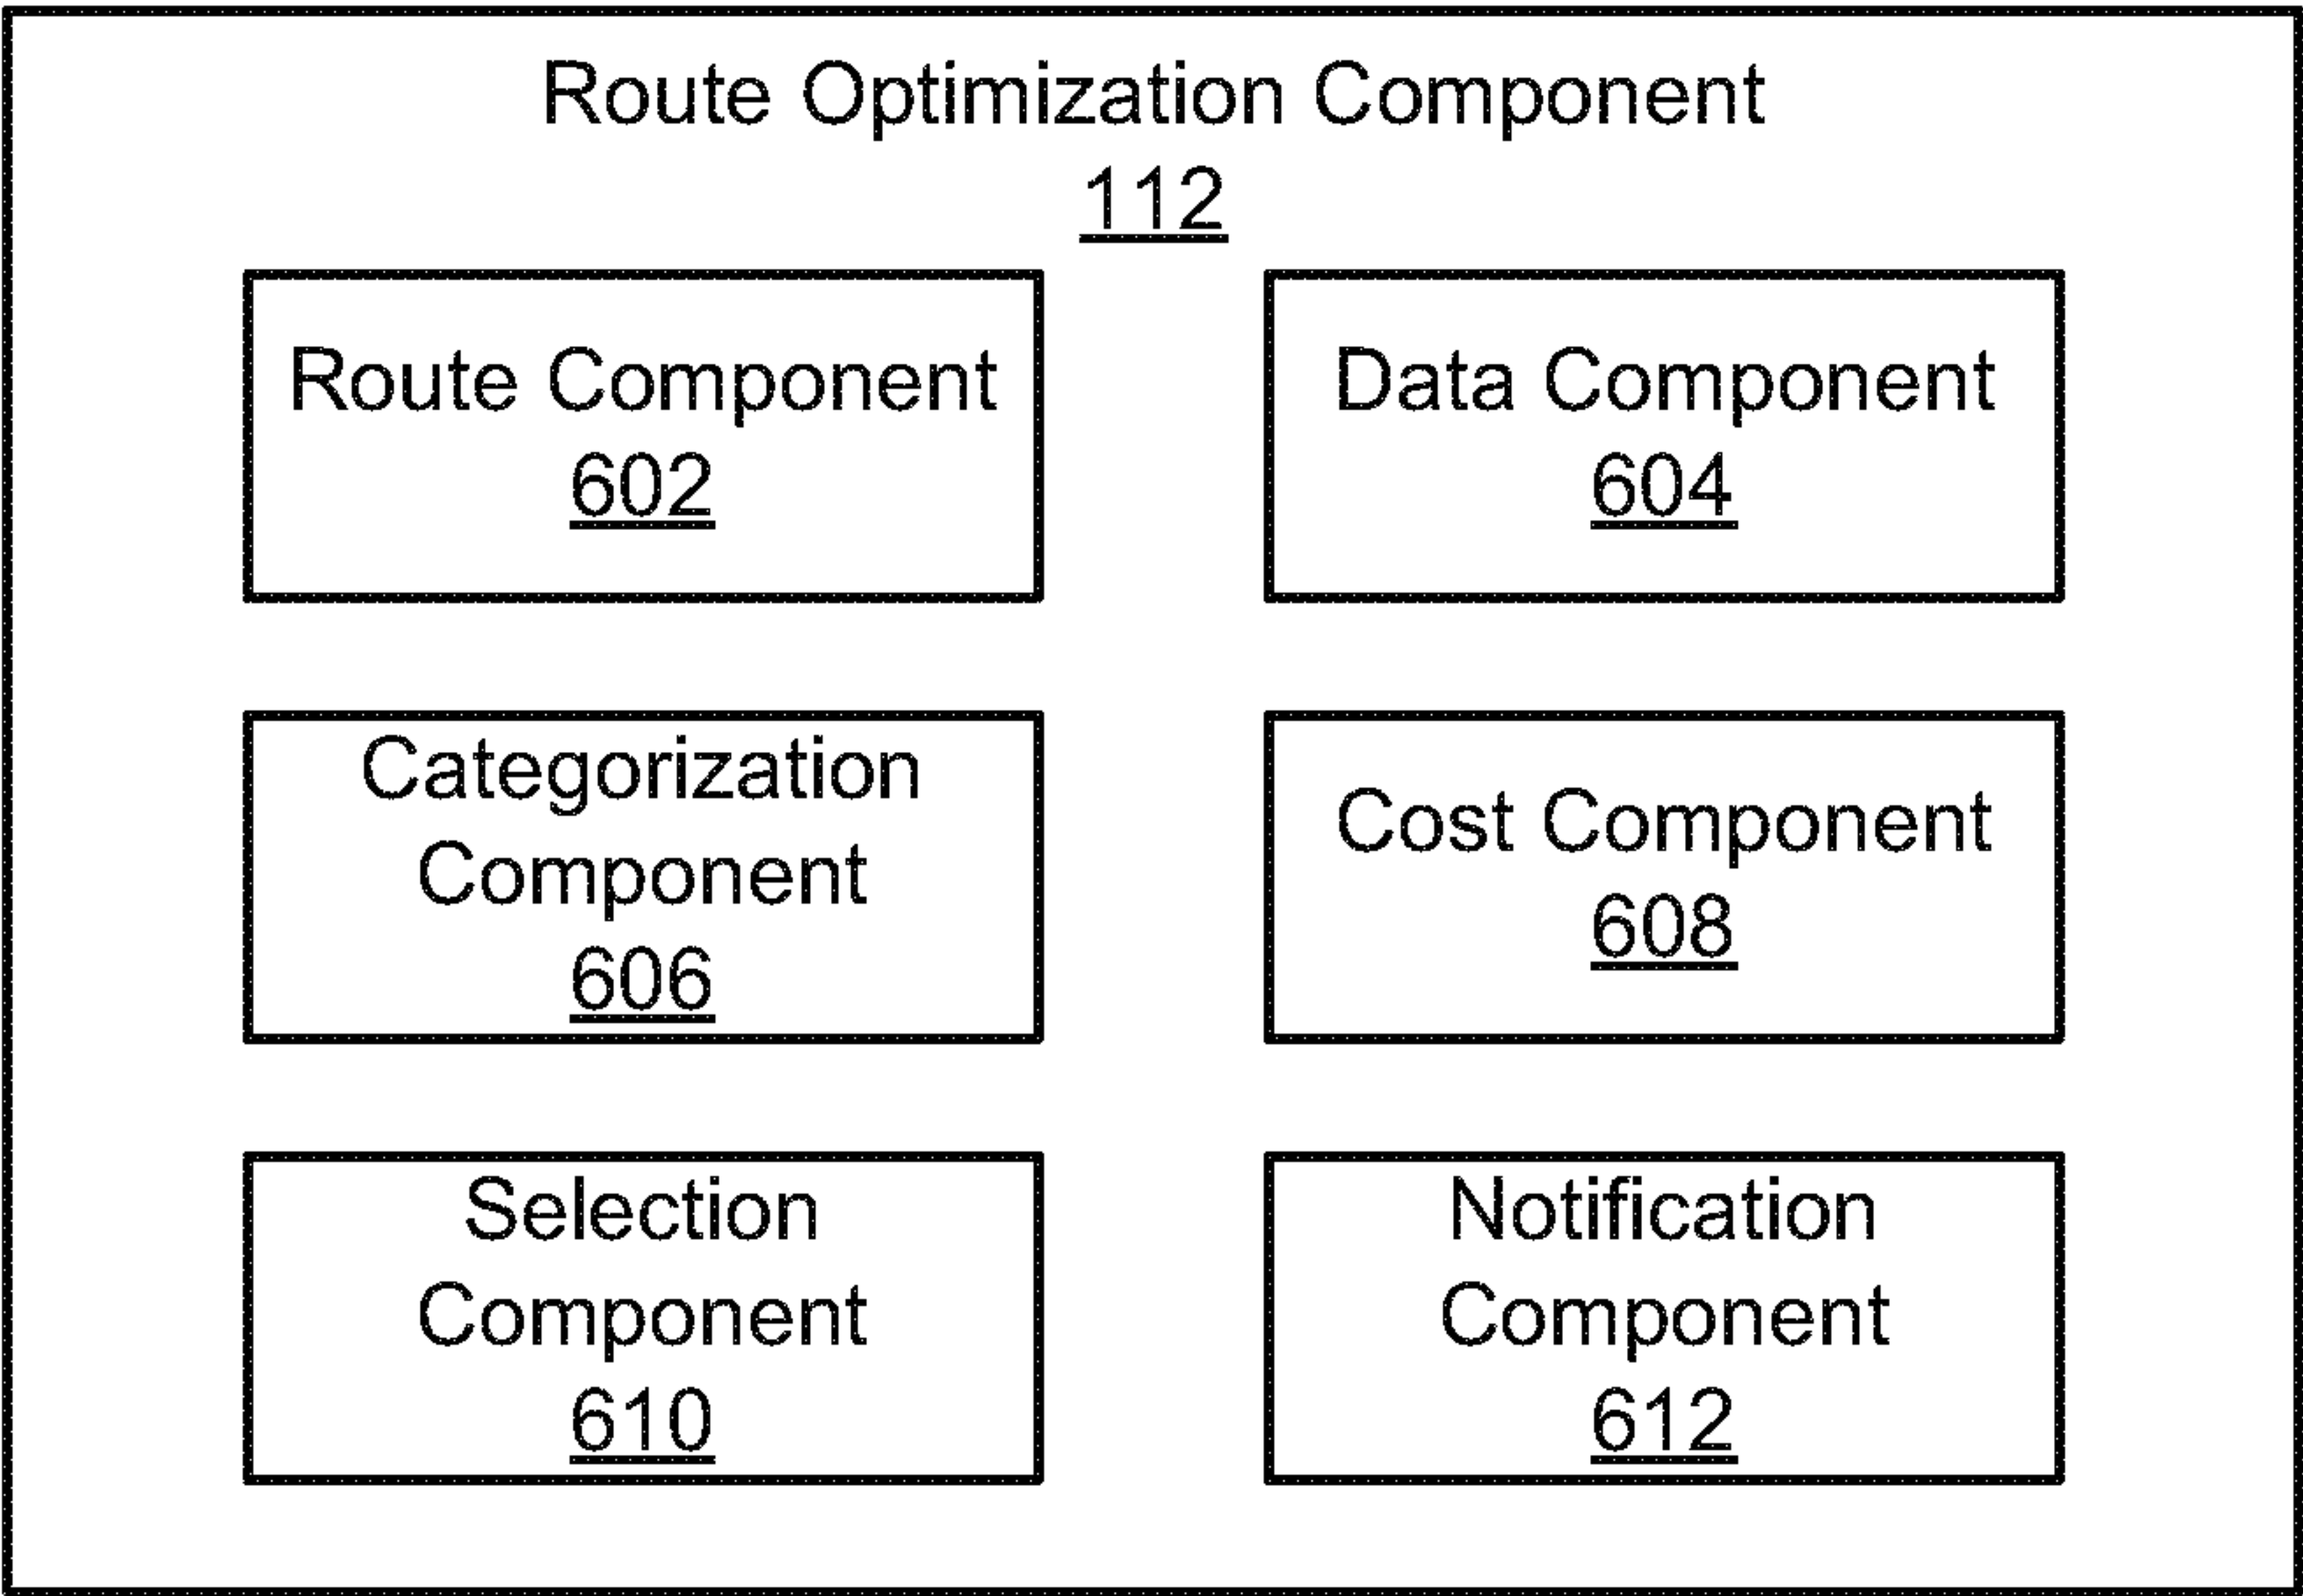 Route Optimization Component
112
Route Component
602
Data Component
604
Categorization
Component
606
Cost Component
608
Selection
Component
610
Notification
Component
612